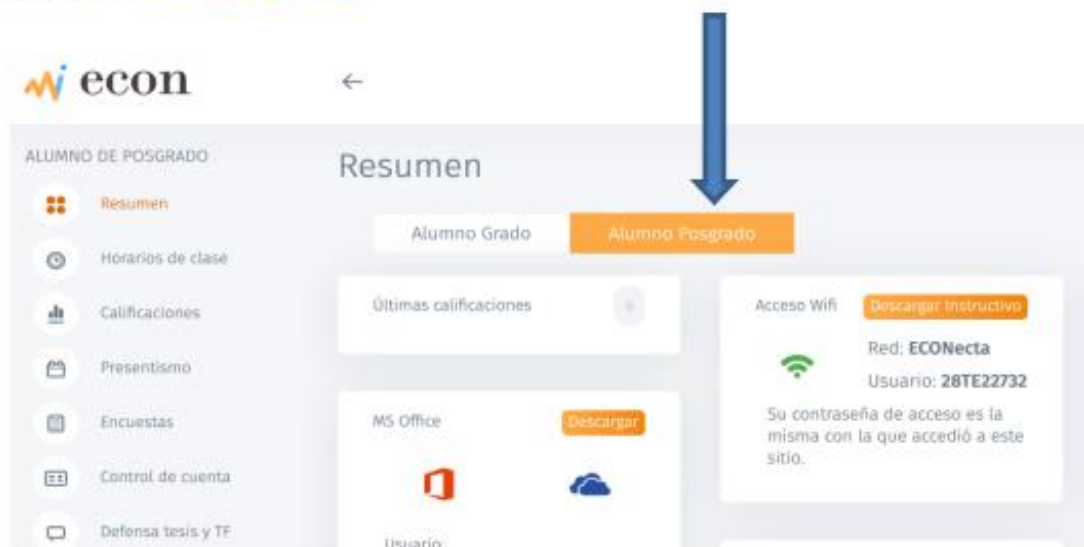 mi econ
ALUMNO DE POSGRADO
Resumen
Horarios de clase
Calificaciones
Presentismo
Encuestas
Control de cuenta
Defensa tesis y TF
Resumen
Alumno Grado
Alumno Posgrado
Últimas calificaciones
MS Office
Descargar
Usuario:
Acceso Wifi
Descargar Instructivo
Red: ECONecta
Usuario: 28TE22732
Su contraseña de acceso es la
misma con la que accedió a este
sitio.